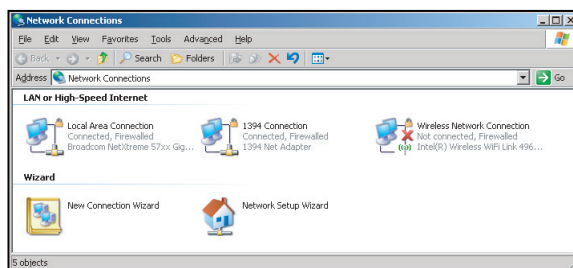 Network Connections
File Edit View Favorites Tools Advanced Help
Back Search Folders
Address Network Connections Go
LAN or High-Speed Internet
Local Area Connection
Connected, Firewalled
Broadcom NetXtreme 57xx Gig...
1394 Connection
Connected, Firewalled
1394 Net Adapter
Wireless Network Connection
Not connected, Firewalled
Intel(R) Wireless WiFi Link 496...
Wizard
New Connection Wizard
Network Setup Wizard
5 objects